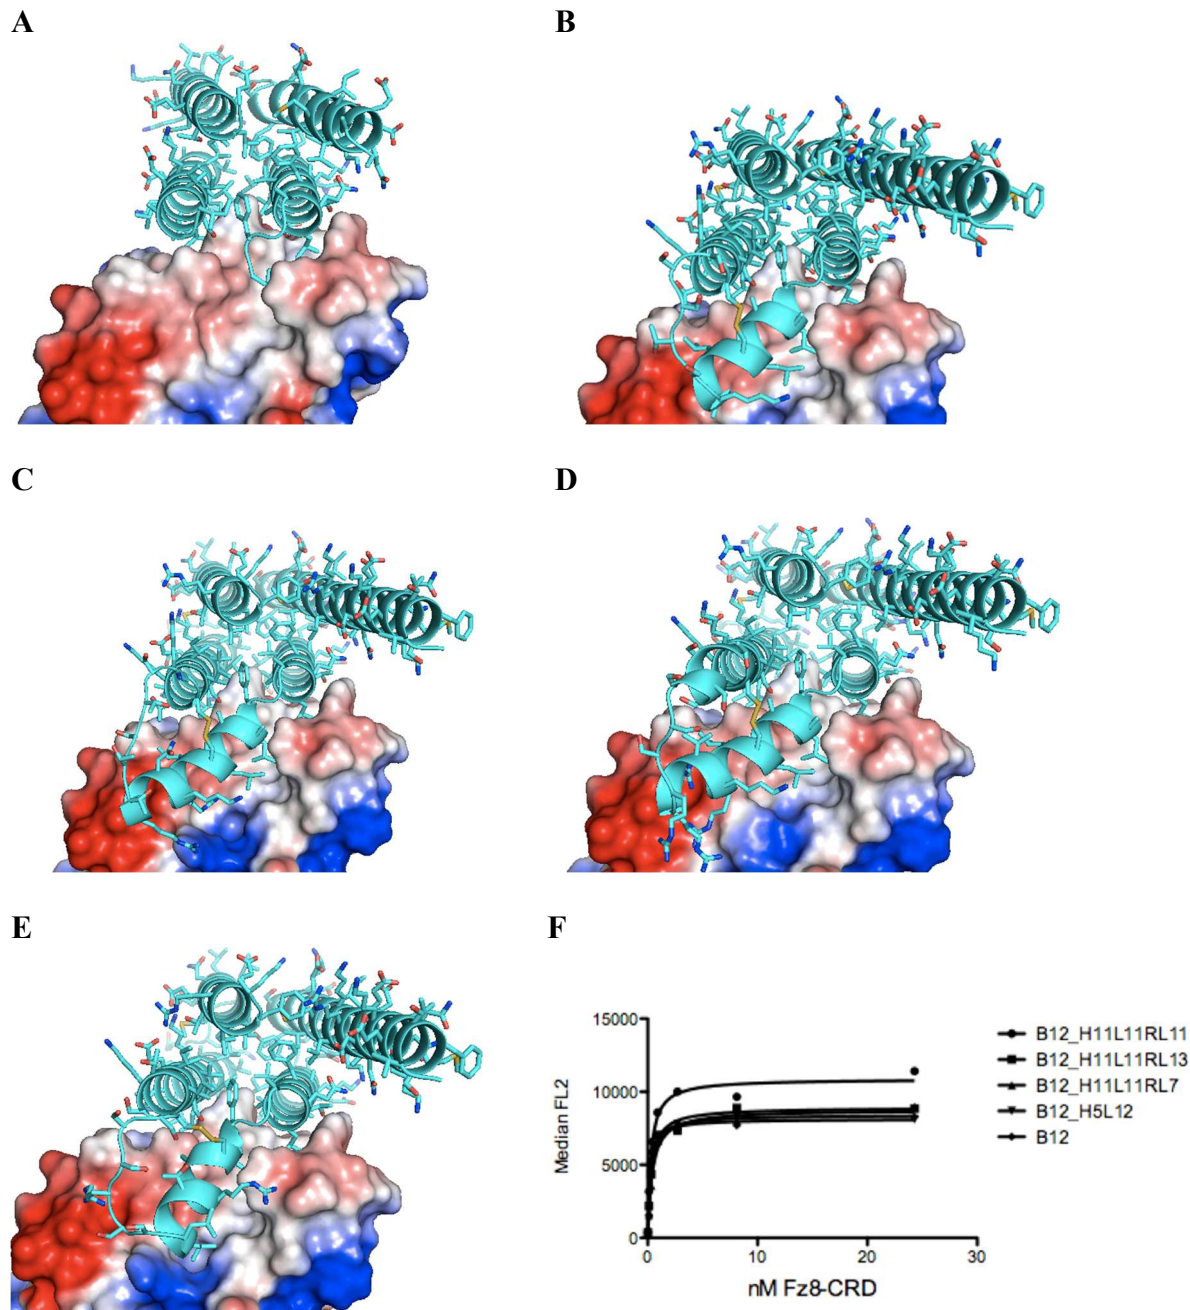 A
B
C
D
E
F
15000
10000
5000
0
0
10
20
30
Median FL2
nM Fz8-CRD
B12_H11L11RL11
B12_H11L11RL13
B12_H11L11RL7
B12_H5L12
B12